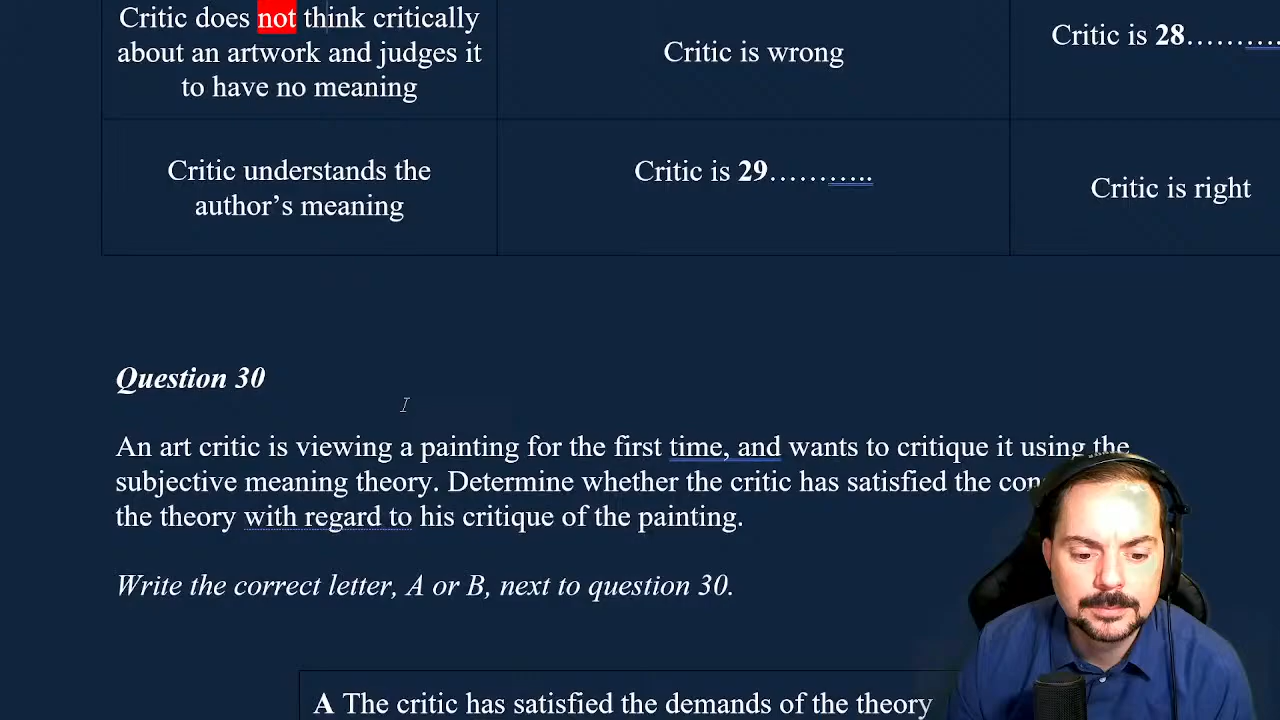 Critic does not think critically
about an artwork and judges it
to have no meaning
Critic is wrong
Critic is 28……….
Critic understands the
author’s meaning
Critic is 29………..
Critic is right
Question 30
An art critic is viewing a painting for the first time, and wants to critique it using the
subjective meaning theory. Determine whether the critic has satisfied the
the theory with regard to his critique of the painting.
Write the correct letter, A or B, next to question 30.
A The critic has satisfied the demands of the theory